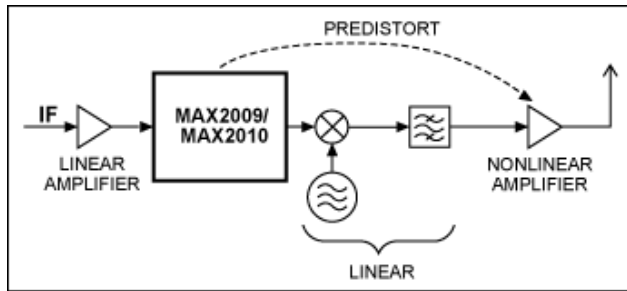 PREDISTORT
IF
MAX2009/
MAX2010
LINEAR
AMPLIFIER
NONLINEAR
AMPLIFIER
LINEAR